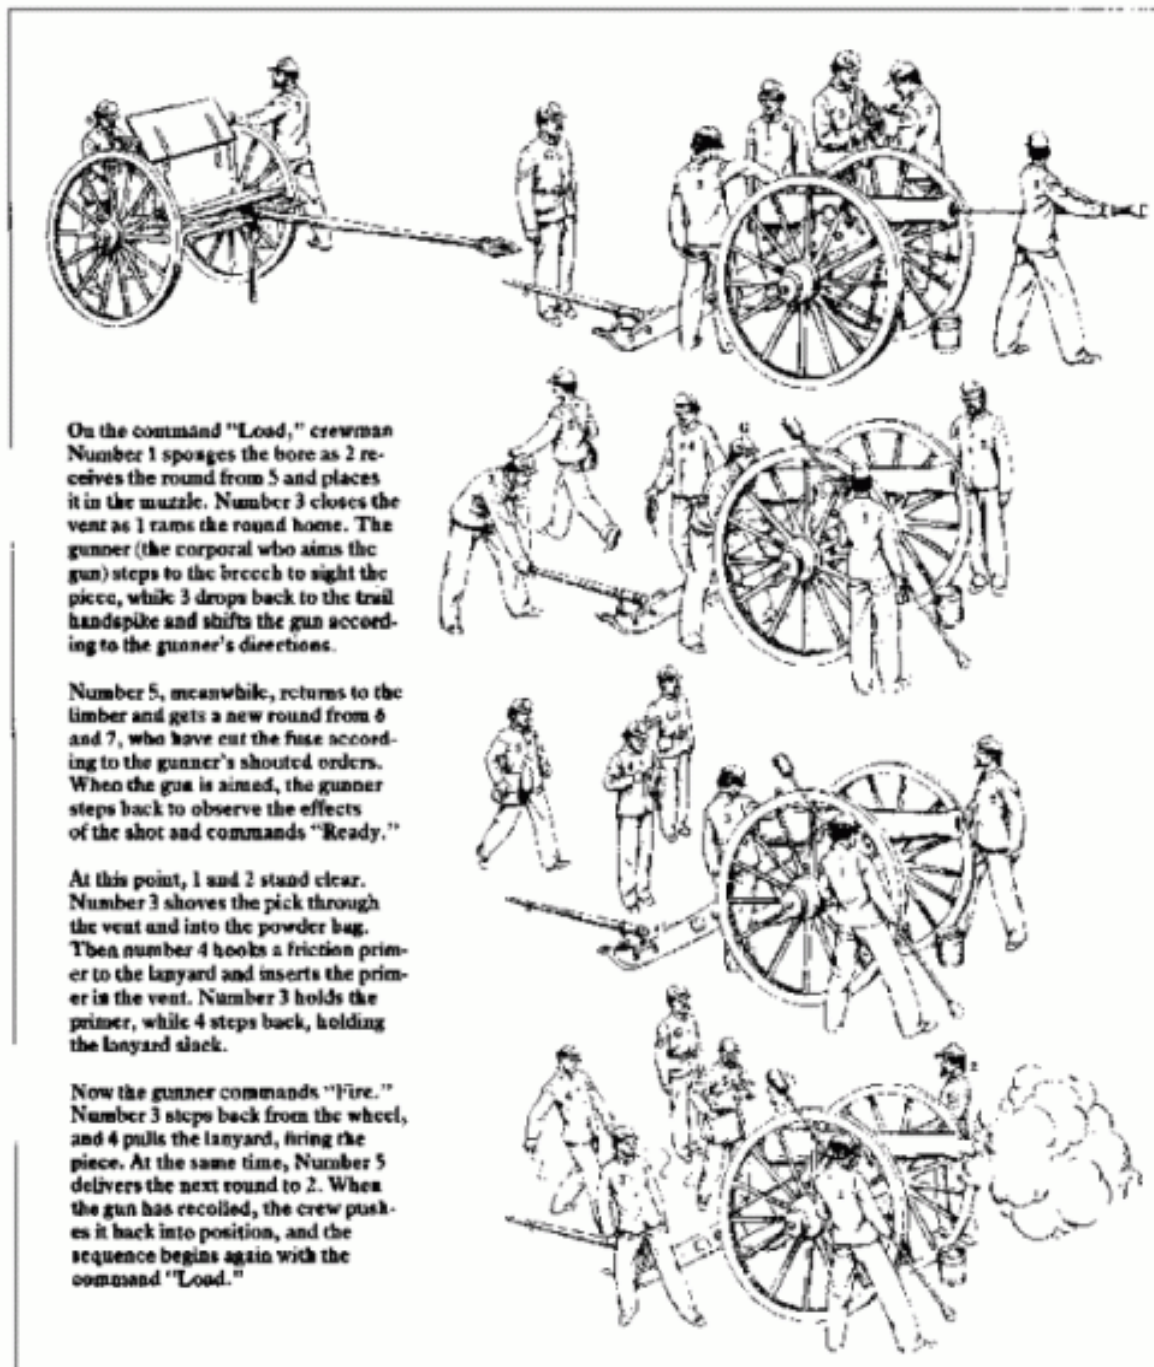 On the command "Load," crewman
Number 1 sponges the bore as 2 re-
ceives the round from 5 and places
it in the muzzle. Number 3 closes the
vent as 1 rams the round home. The
gunner (the corporal who aims the
gun) steps to the breech to sight the
piece, while 3 drops back to the trail
handspike and shifts the gun accord-
ing to the gunner's directions.
Number 5, meanwhile, returns to the
limber and gets a new round from 6
and 7, who have cut the fuse accord-
ing to the gunner's shouted orders.
When the gun is aimed, the gunner
steps back to observe the effects
of the shot and commands "Ready."
At this point, 1 and 2 stand clear.
Number 3 shoves the pick through
the vent and into the powder bag.
Then number 4 hooks a friction prim-
er to the lanyard and inserts the prim-
er in the vent. Number 3 holds the
primer, while 4 steps back, holding
the lanyard slack.
Now the gunner commands "Fire."
Number 3 steps back from the wheel,
and 4 pulls the lanyard, firing the
piece. At the same time, Number 5
delivers the next round to 2. When
the gun has recoiled, the crew push-
es it back into position, and the
sequence begins again with the
command "Load."
G
4
3
2